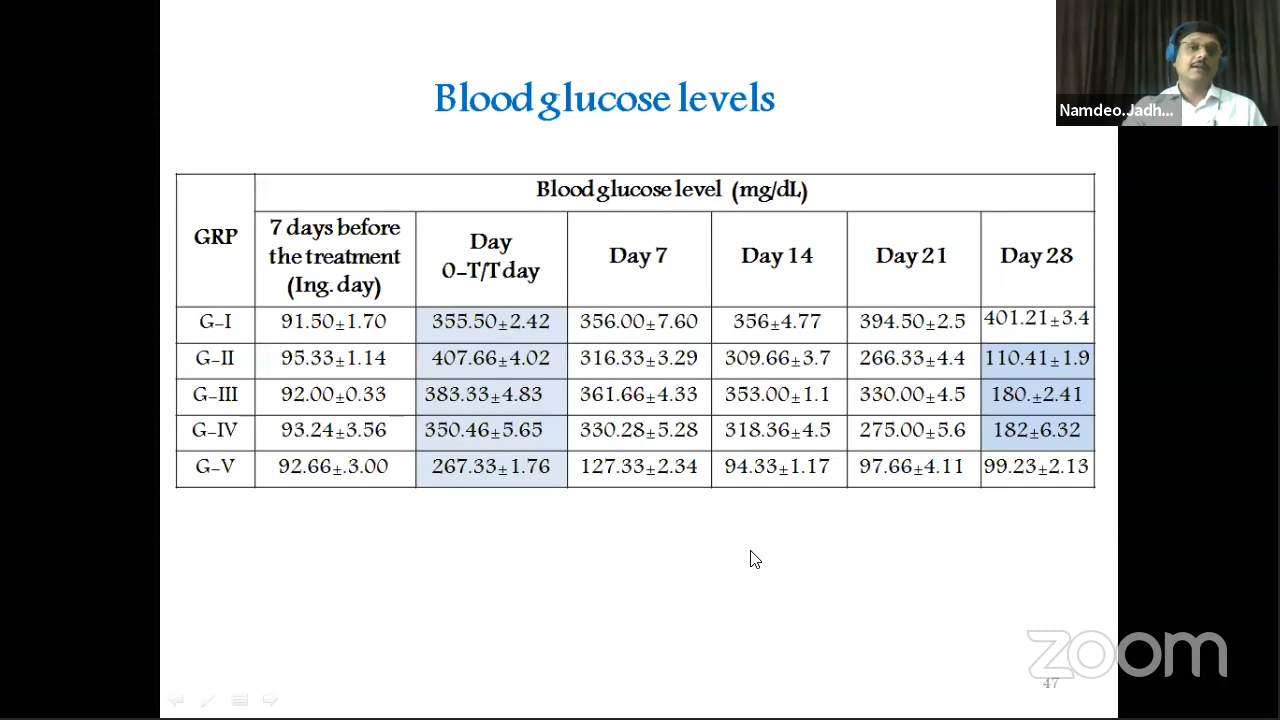 Blood glucose levels
Namdeo.Jadh...
GRP
Blood glucose level (mg/dL)
7 days before
the treatment
(Ing. day)
Day
0-T/T day
Day 7
Day 14
Day 21
Day 28
G-I 91.50±1.70 355.50±2.42 356.00±7.60 356±4.77 394.50±2.5 401.21±3.4
G-II 95.33±1.14 407.66±4.02 316.33±3.29 309.66±3.7 266.33±4.4 110.41±1.9
G-III 92.00±0.33 383.33±4.83 361.66±4.33 353.00±1.1 330.00±4.5 180.±2.41
G-IV 93.24±3.56 350.46±5.65 330.28±5.28 318.36±4.5 275.00±5.6 182±6.32
G-V 92.66±.3.00 267.33±1.76 127.33±2.34 94.33±1.17 97.66±4.11 99.23±2.13
zoom
47